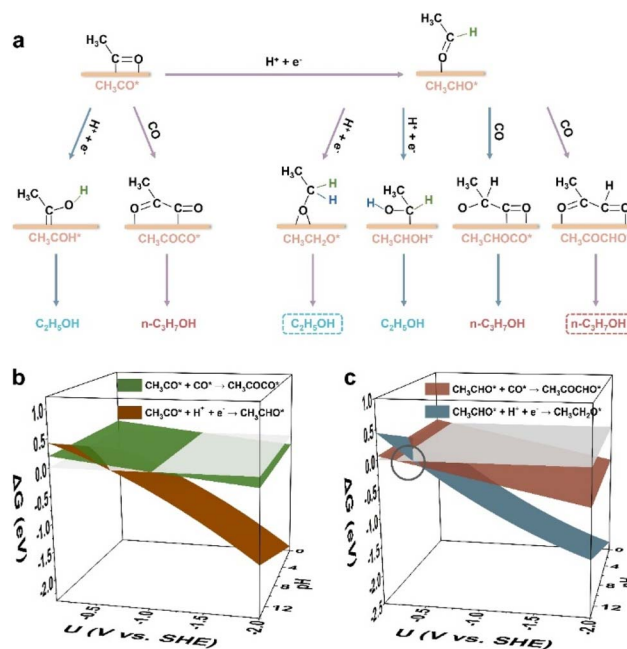 a
H₃C
C=O
CH₃CO*
H⁺ + e⁻
H₃C
H
C
O
CH₃CHO*
H⁺ + e⁻
CO
H⁺ + e⁻
H⁺ + e⁻
CO
CO
H₃C
O
H
C
CH₃COH*
H₃C
O
C
C
O
CH₃COCO*
H₃C
C
H
H
O
CH₃CH₂O*
H₃C
HO
C
H
CH₃CHOH*
H₃C
H
O
C
C
O
CH₃CHOCO*
H₃C
H
O
C
C
O
CH₃COCHO*
C₂H₅OH
n-C₃H₇OH
C₂H₅OH
C₂H₅OH
n-C₃H₇OH
n-C₃H₇OH
b
CH₃CO* + CO* → CH₃COCO*
CH₃CO* + H⁺ + e⁻ → CH₃CHO*
1.0
0.5
0.0
-0.5
-1.0
-1.5
-2.0
ΔG (eV)
-0.5
-1.0
-1.5
-2.0
U (V vs. SHE)
0
4
8
12
pH
c
CH₃CHO* + CO* → CH₃COCHO*
CH₃CHO* + H⁺ + e⁻ → CH₃CH₂O*
1.0
0.5
0.0
-0.5
-1.0
-1.5
-2.0
-2.5
ΔG (eV)
-0.5
-1.0
-1.5
-2.0
U (V vs. SHE)
0
4
8
12